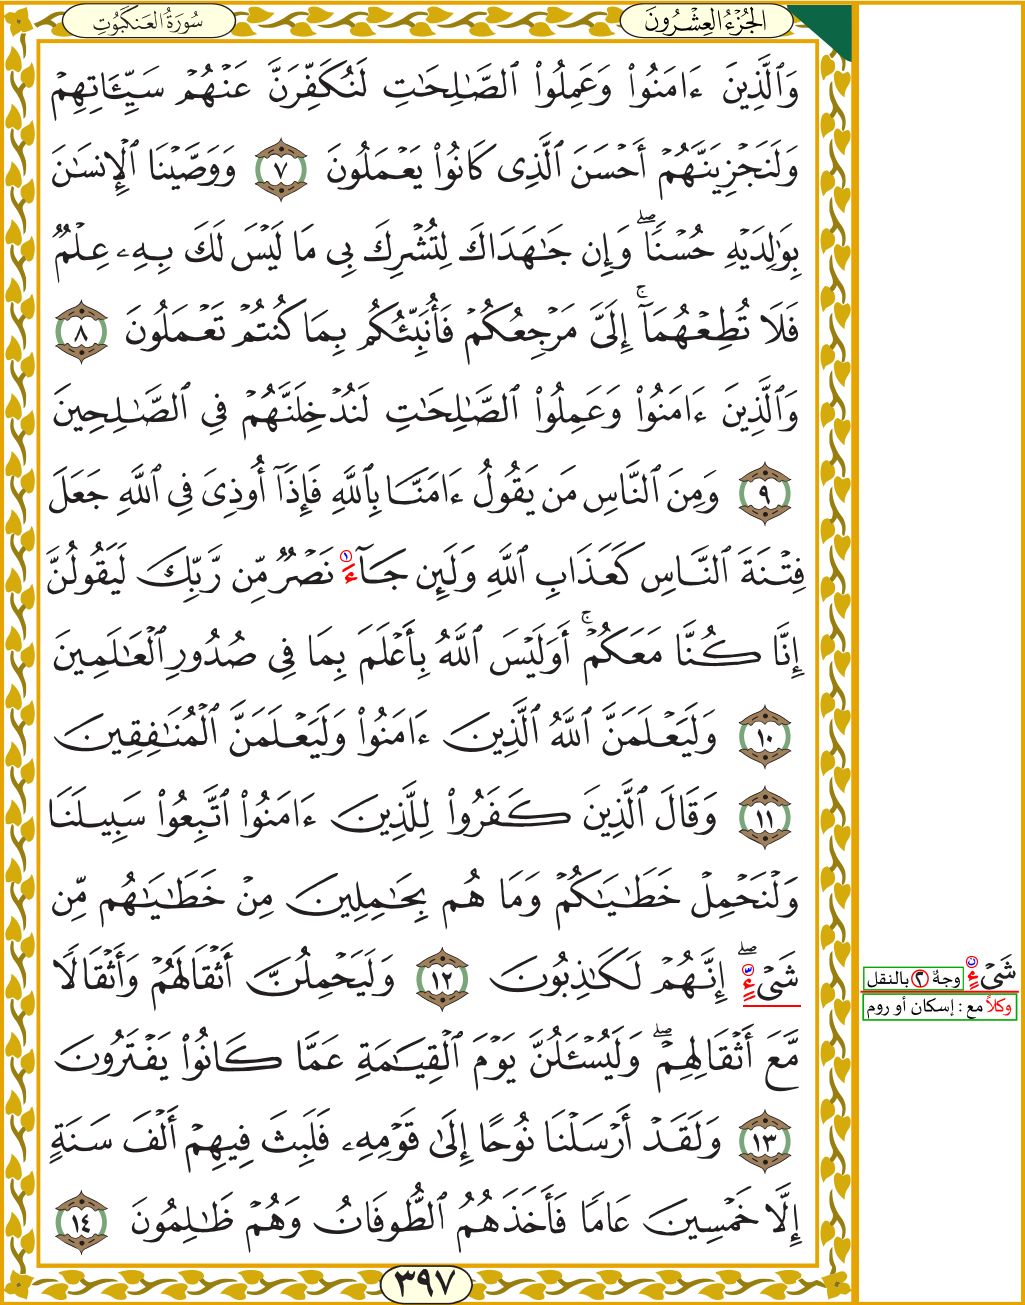 سُورَةُ العَنكَبُوتِ
الجُزْءُ العِشْرُونَ
وَٱلَّذِينَ ءَامَنُوا۟ وَعَمِلُوا۟ ٱلصَّـٰلِحَـٰتِ لَنُكَفِّرَنَّ عَنْهُمْ سَيِّـَٔاتِهِمْ
وَلَنَجْزِيَنَّهُمْ أَحْسَنَ ٱلَّذِى كَانُوا۟ يَعْمَلُونَ ٧ وَوَصَّيْنَا ٱلْإِنسَـٰنَ
بِوَٰلِدَيْهِ حُسْنًا ۖ وَإِن جَـٰهَدَاكَ لِتُشْرِكَ بِى مَا لَيْسَ لَكَ بِهِۦ عِلْمٌ
فَلَا تُطِعْهُمَآ ۚ إِلَىَّ مَرْجِعُكُمْ فَأُنَبِّئُكُم بِمَا كُنتُمْ تَعْمَلُونَ ٨
وَٱلَّذِينَ ءَامَنُوا۟ وَعَمِلُوا۟ ٱلصَّـٰلِحَـٰتِ لَنُدْخِلَنَّهُمْ فِى ٱلصَّـٰلِحِينَ
٩ وَمِنَ ٱلنَّاسِ مَن يَقُولُ ءَامَنَّا بِٱللَّهِ فَإِذَآ أُوذِىَ فِى ٱللَّهِ جَعَلَ
فِتْنَةَ ٱلنَّاسِ كَعَذَابِ ٱللَّهِ وَلَئِن جَآءَ ١ نَصْرٌ مِّن رَّبِّكَ لَيَقُولُنَّ
إِنَّا كُنَّا مَعَكُمْ ۚ أَوَلَيْسَ ٱللَّهُ بِأَعْلَمَ بِمَا فِى صُدُورِ ٱلْعَـٰلَمِينَ
١٠ وَلَيَعْلَمَنَّ ٱللَّهُ ٱلَّذِينَ ءَامَنُوا۟ وَلَيَعْلَمَنَّ ٱلْمُنَـٰفِقِينَ
١١ وَقَالَ ٱلَّذِينَ كَفَرُوا۟ لِلَّذِينَ ءَامَنُوا۟ ٱتَّبِعُوا۟ سَبِيلَنَا
وَلْنَحْمِلْ خَطَـٰيَـٰكُمْ وَمَا هُم بِحَـٰمِلِينَ مِنْ خَطَـٰيَـٰهُم مِّن
شَىْءٍ ۖ إِنَّهُمْ لَكَـٰذِبُونَ ١٢ وَلَيَحْمِلُنَّ أَثْقَالَهُمْ وَأَثْقَالًا
مَّعَ أَثْقَالِهِمْ ۖ وَلَيُسْـَٔلُنَّ يَوْمَ ٱلْقِيَـٰمَةِ عَمَّا كَانُوا۟ يَفْتَرُونَ
١٣ وَلَقَدْ أَرْسَلْنَا نُوحًا إِلَىٰ قَوْمِهِۦ فَلَبِثَ فِيهِمْ أَلْفَ سَنَةٍ
إِلَّا خَمْسِينَ عَامًا فَأَخَذَهُمُ ٱلطُّوفَانُ وَهُمْ ظَـٰلِمُونَ ١٤
٣٩٧
شَىْءٍ وجهٌ ٢ بالنقل
وكلاً مع : إسكان أو روم